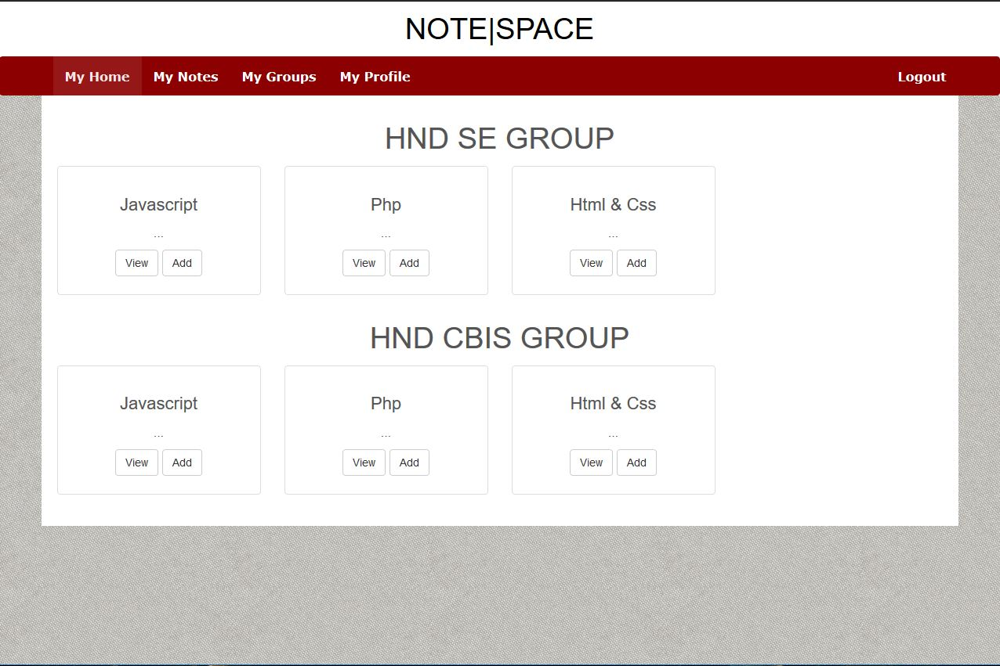 NOTE|SPACE
My Home My Notes My Groups My Profile Logout
HND SE GROUP
Javascript Php Html & Css
... ... ...
View Add View Add View Add
HND CBIS GROUP
Javascript Php Html & Css
... ... ...
View Add View Add View Add